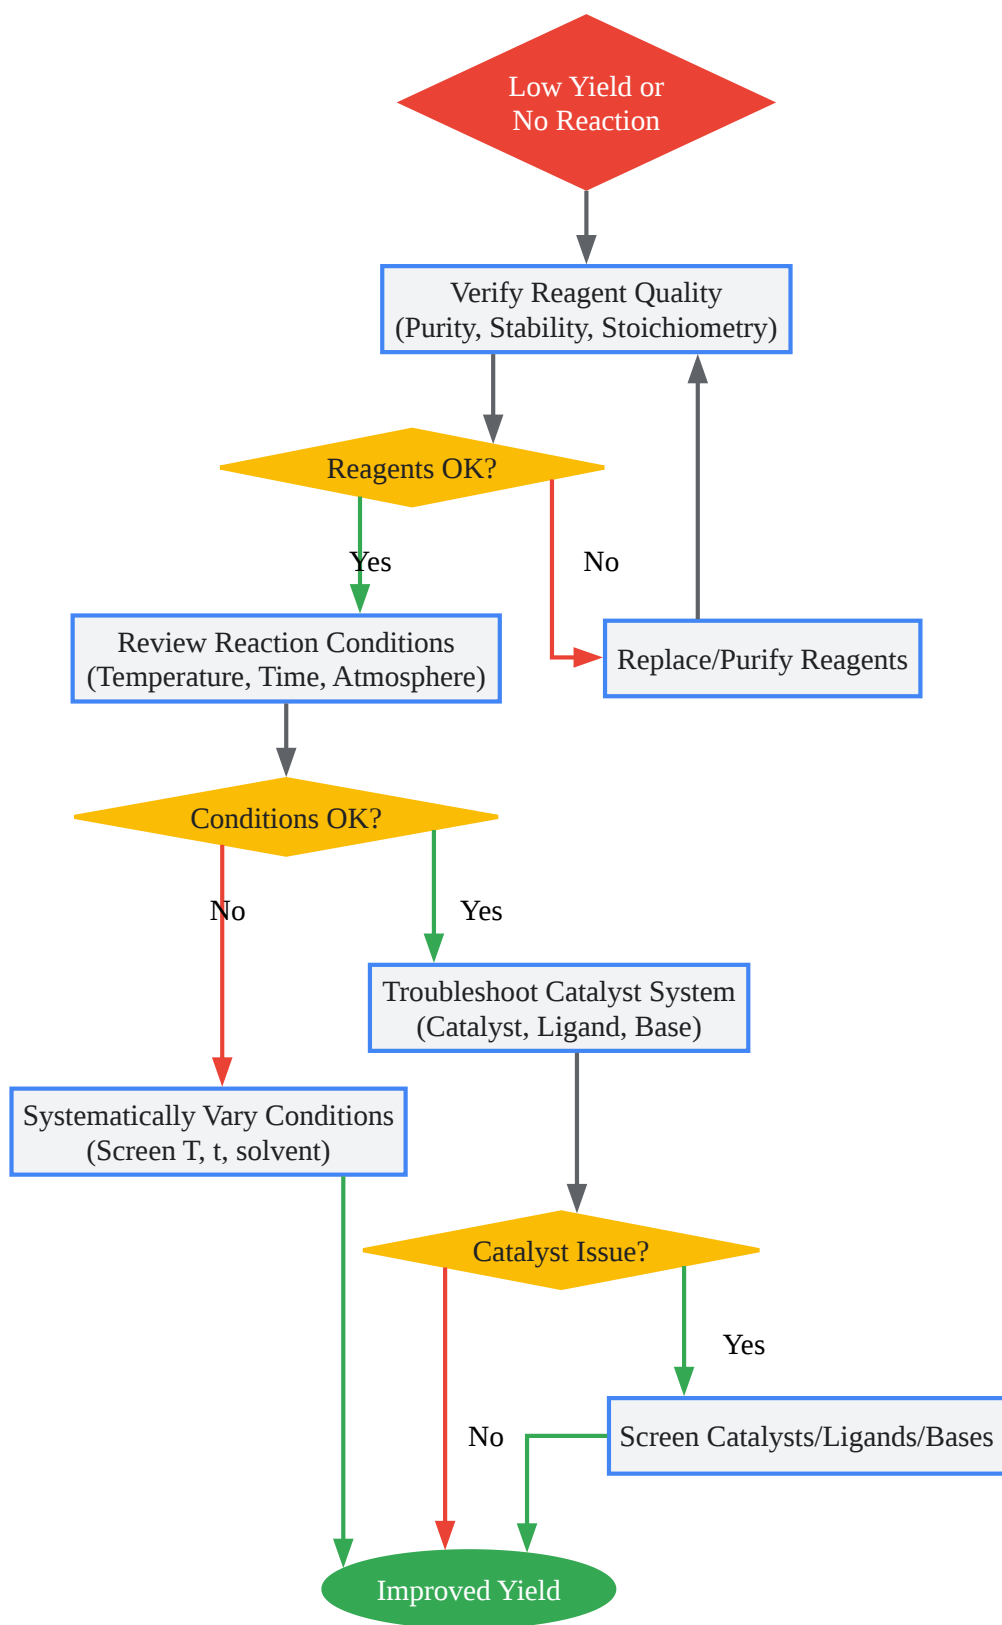 Low Yield or
No Reaction
Verify Reagent Quality
(Purity, Stability, Stoichiometry)
Reagents OK?
Yes
No
Review Reaction Conditions
(Temperature, Time, Atmosphere)
Replace/Purify Reagents
Conditions OK?
No
Yes
Troubleshoot Catalyst System
(Catalyst, Ligand, Base)
Systematically Vary Conditions
(Screen T, t, solvent)
Catalyst Issue?
Yes
No
Screen Catalysts/Ligands/Bases
Improved Yield